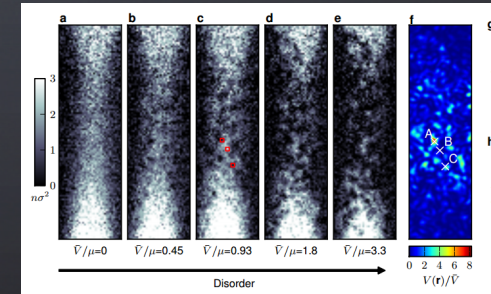 a b c d e f g
A
B
C
h
3
2
1
0
nσ²
V̄/μ=0 V̄/μ=0.45 V̄/μ=0.93 V̄/μ=1.8 V̄/μ=3.3
0 2 4 6 8
V(r)/V̄
Disorder